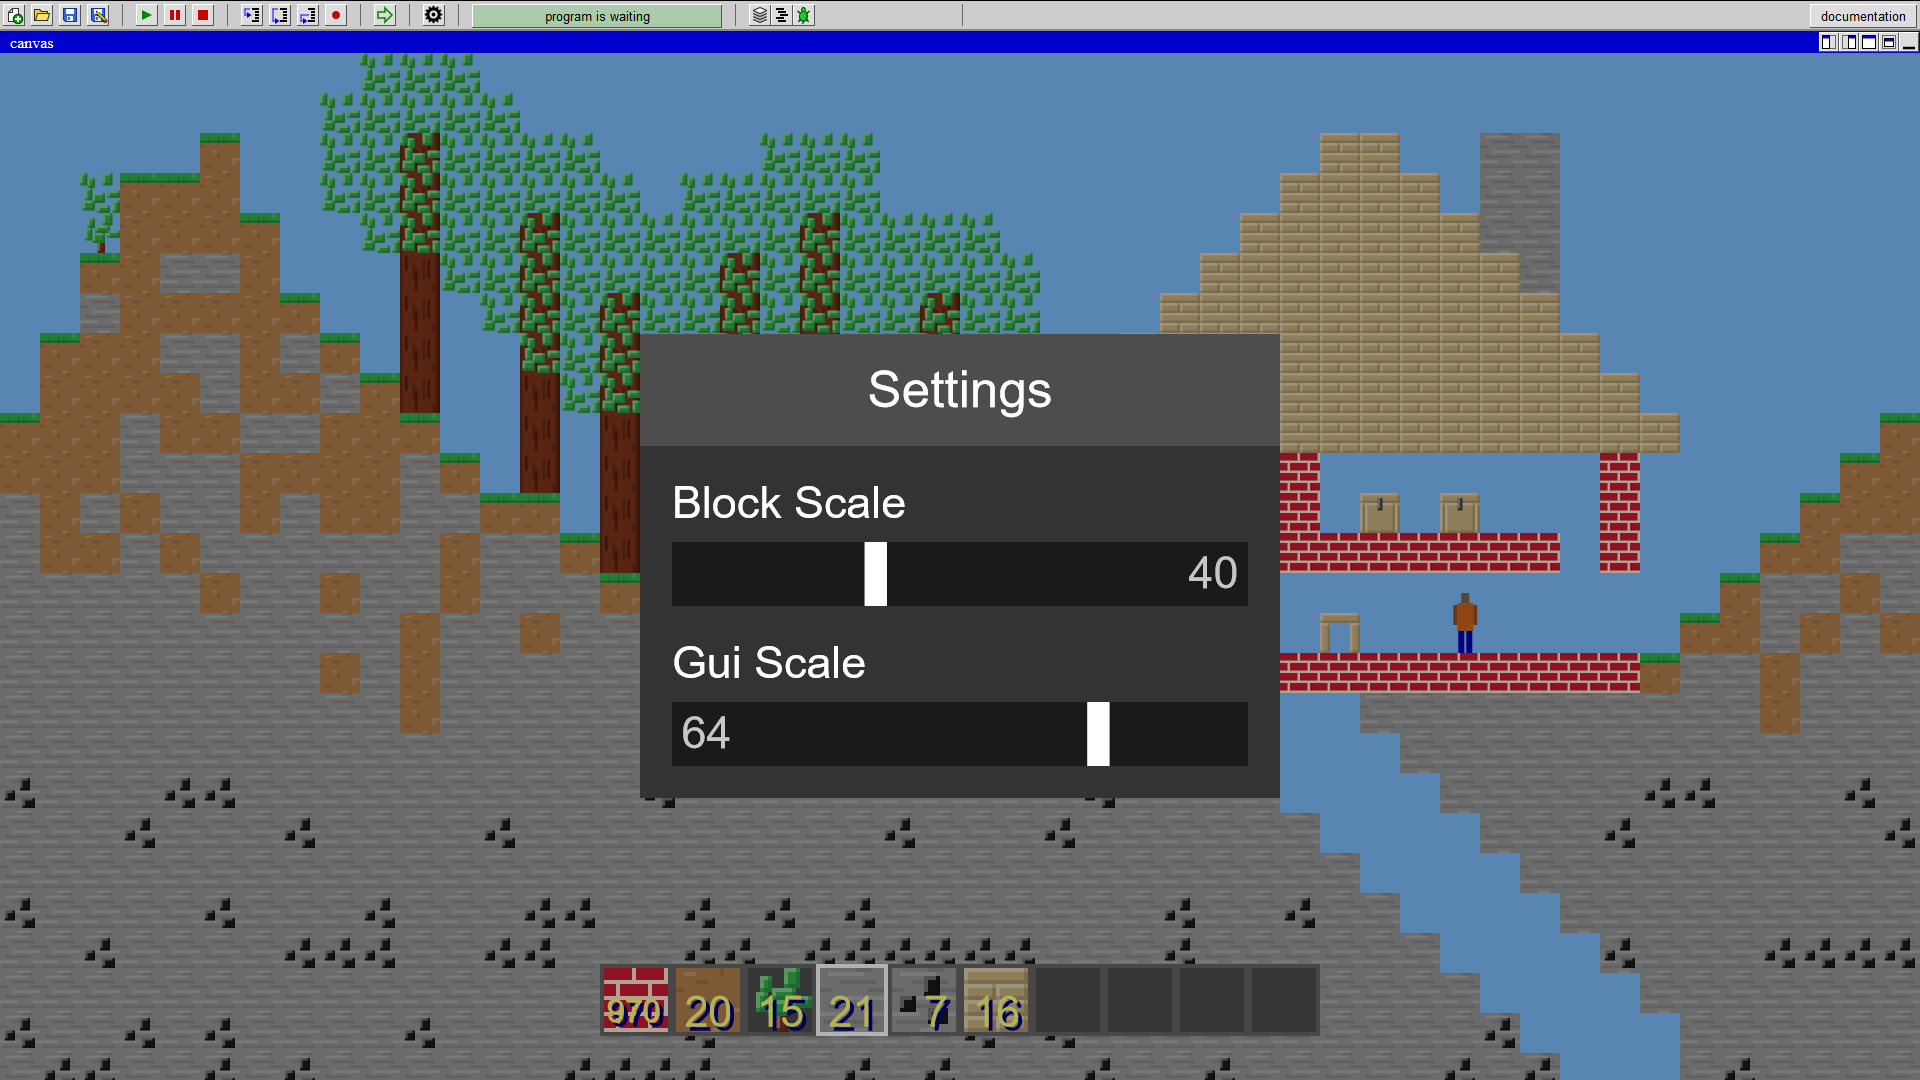 program is waiting
documentation
canvas
Settings
Block Scale
40
Gui Scale
64
970 20 15 21 7 16